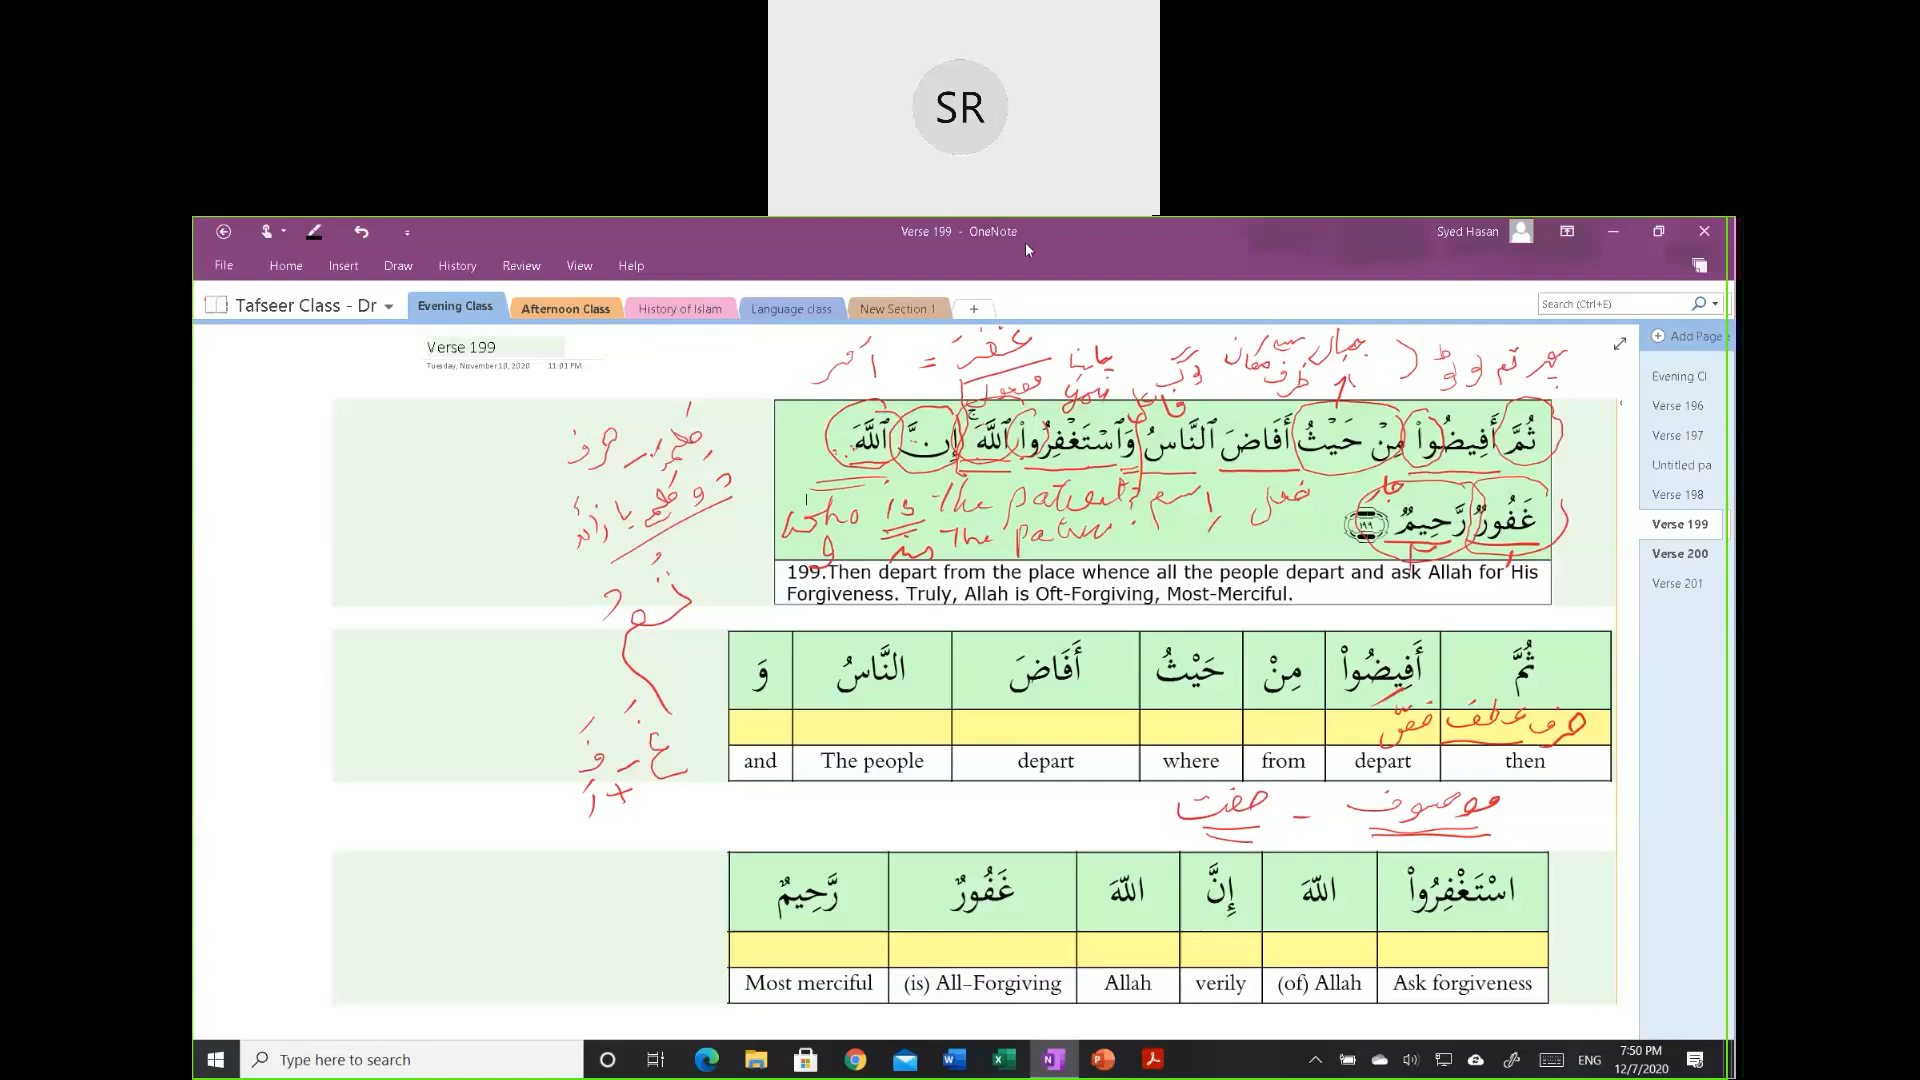 SR
Verse 199 - OneNote
Syed Hasan
File Home Insert Draw History Review View Help
Tafseer Class - Dr
Evening Class
Afternoon Class
History of Islam
Language class
New Section 1
+
Search (Ctrl+E)
Add Page
Verse 199
Tuesday, November 10, 2020 11:01 PM
Evening Cl
Verse 196
Verse 197
Untitled pa
Verse 198
Verse 199
Verse 200
Verse 201
ثُمَّ أَفِيضُواْ مِنْ حَيْثُ أَفَاضَ ٱلنَّاسُ وَٱسْتَغْفِرُواْ ٱللَّهَ ۚ إِنَّ ٱللَّهَ
غَفُورٌ رَّحِيمٌ ١٩٩
who is the patient? اسم فعل
199.Then depart from the place whence all the people depart and ask Allah for His
Forgiveness. Truly, Allah is Oft-Forgiving, Most-Merciful.
ثُمَّ أَفِيضُواْ مِنْ حَيْثُ أَفَاضَ النَّاسُ وَ
حرف عطف
and The people depart where from depart then
موصوف - صفت
اسْتَغْفِرُواْ اللّهَ إِنَّ اللّهَ غَفُورٌ رَّحِيمٌ
Most merciful (is) All-Forgiving Allah verily (of) Allah Ask forgiveness
Type here to search
ENG
7:50 PM
12/7/2020